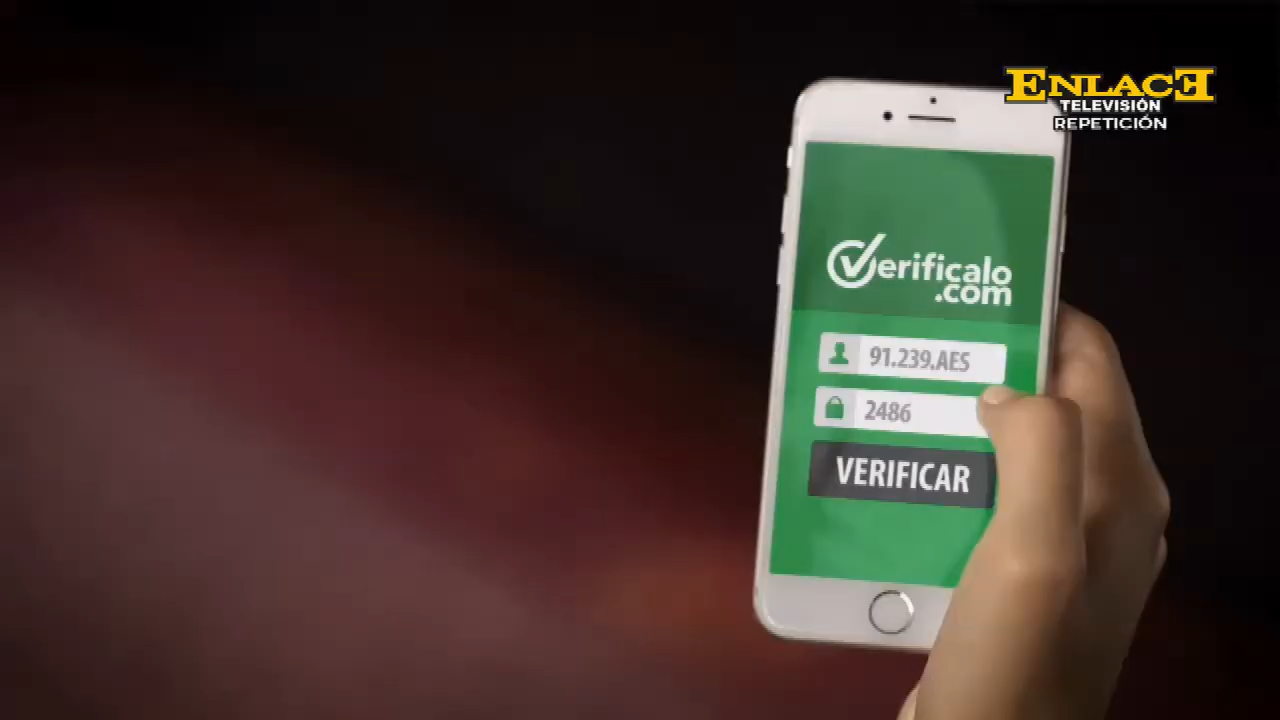 ENLACE
TELEVISIÓN
REPETICIÓN
Verificalo
.com
91.239.AES
2486
VERIFICAR